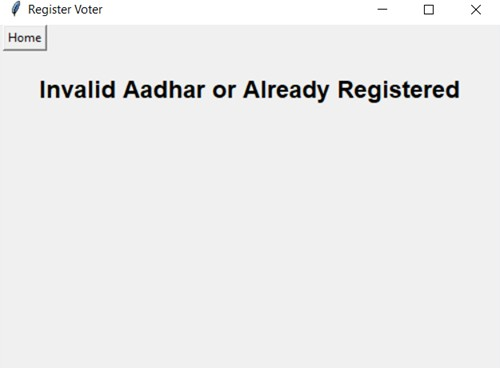 Register Voter
Home
Invalid Aadhar or Already Registered